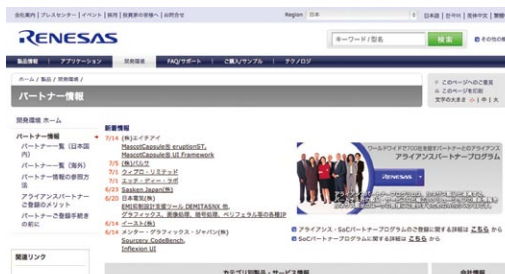 会社案内 | プレスセンター | イベント | 採用 | 投資家の皆様へ | お問合せ
Region 日本
日本語 | 한국어 | 简体中文 | 繁體
RENESAS
キーワード / 型名
検索
その他の検
製品情報 | アプリケーション | 開発環境 | FAQ/サポート | ご購入/サンプル | テクノロジ
ホーム / 製品 / 開発環境 /
パートナー情報
このページへのご意見
このページを印刷
文字の大きさ 小 | 中 | 大
開発環境 ホーム
パートナー情報
パートナー一覧（日本国内）
パートナー一覧（海外）
パートナー情報の参照方法
アライアンスパートナーご登録のメリット
パートナーご登録手続きの前に
関連リンク
新着情報
7/14 (株)エイチアイ
MascotCapsule® eruptionST,
MascotCapsule® UI Framework
7/5 (株)バルサ
7/1 ウィプロ・リミテッド
7/1 エッチ・ディー・ラボ
6/23 Sasken Japan(株)
6/20 日本電気(株)
EMI抑制設計支援ツール DEMITASNX 他,
グラフィックス、画像処理、暗号処理、ペリフェラル等の各種IP
6/14 イースト(株)
6/14 メンター・グラフィックス・ジャパン(株)
Sourcery CodeBench,
Inflexion UI
ワールドワイドで700社を超すパートナーとのアライアンス
アライアンスパートナープログラム
RENESAS
アライアンス・SoCパートナープログラムのご登録に関する詳細は こちら から
SoCパートナープログラムに関する詳細は こちら から
カテゴリ別製品・サービス情報
会社情報